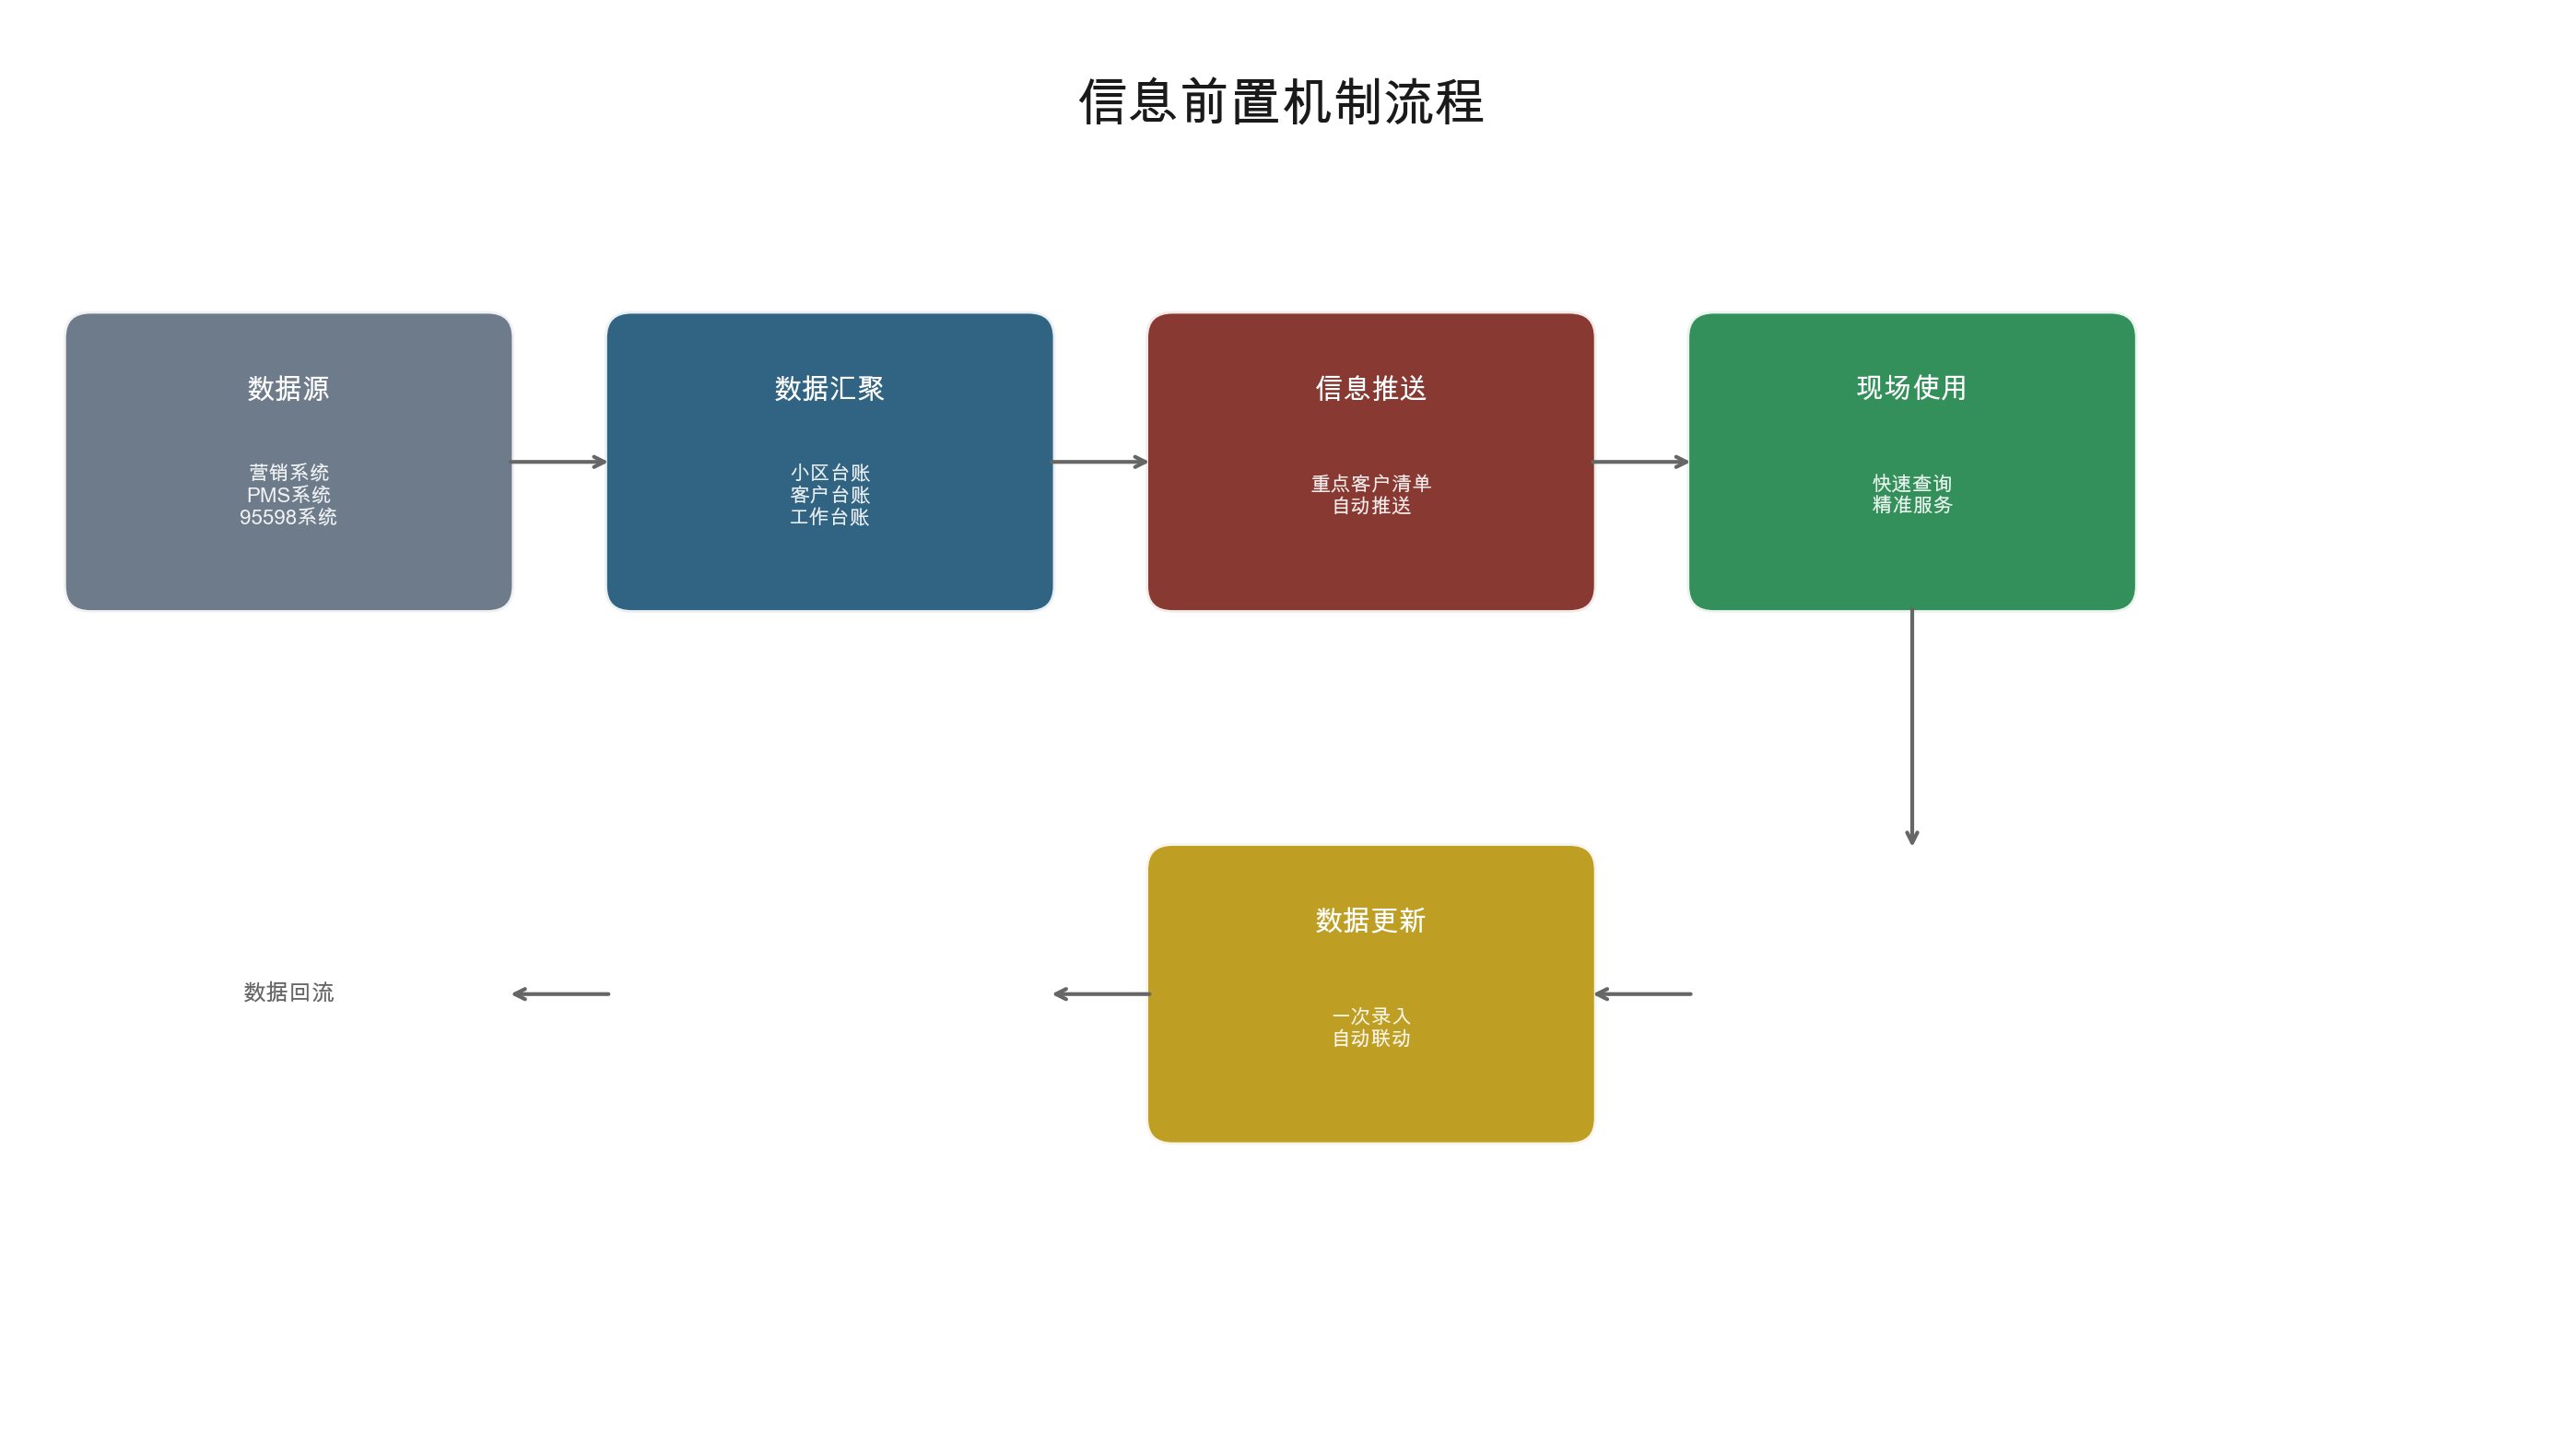 信息前置机制流程
数据源
营销系统
PMS系统
95598系统
数据汇聚
小区台账
客户台账
工作台账
信息推送
重点客户清单
自动推送
现场使用
快速查询
精准服务
数据更新
一次录入
自动联动
数据回流